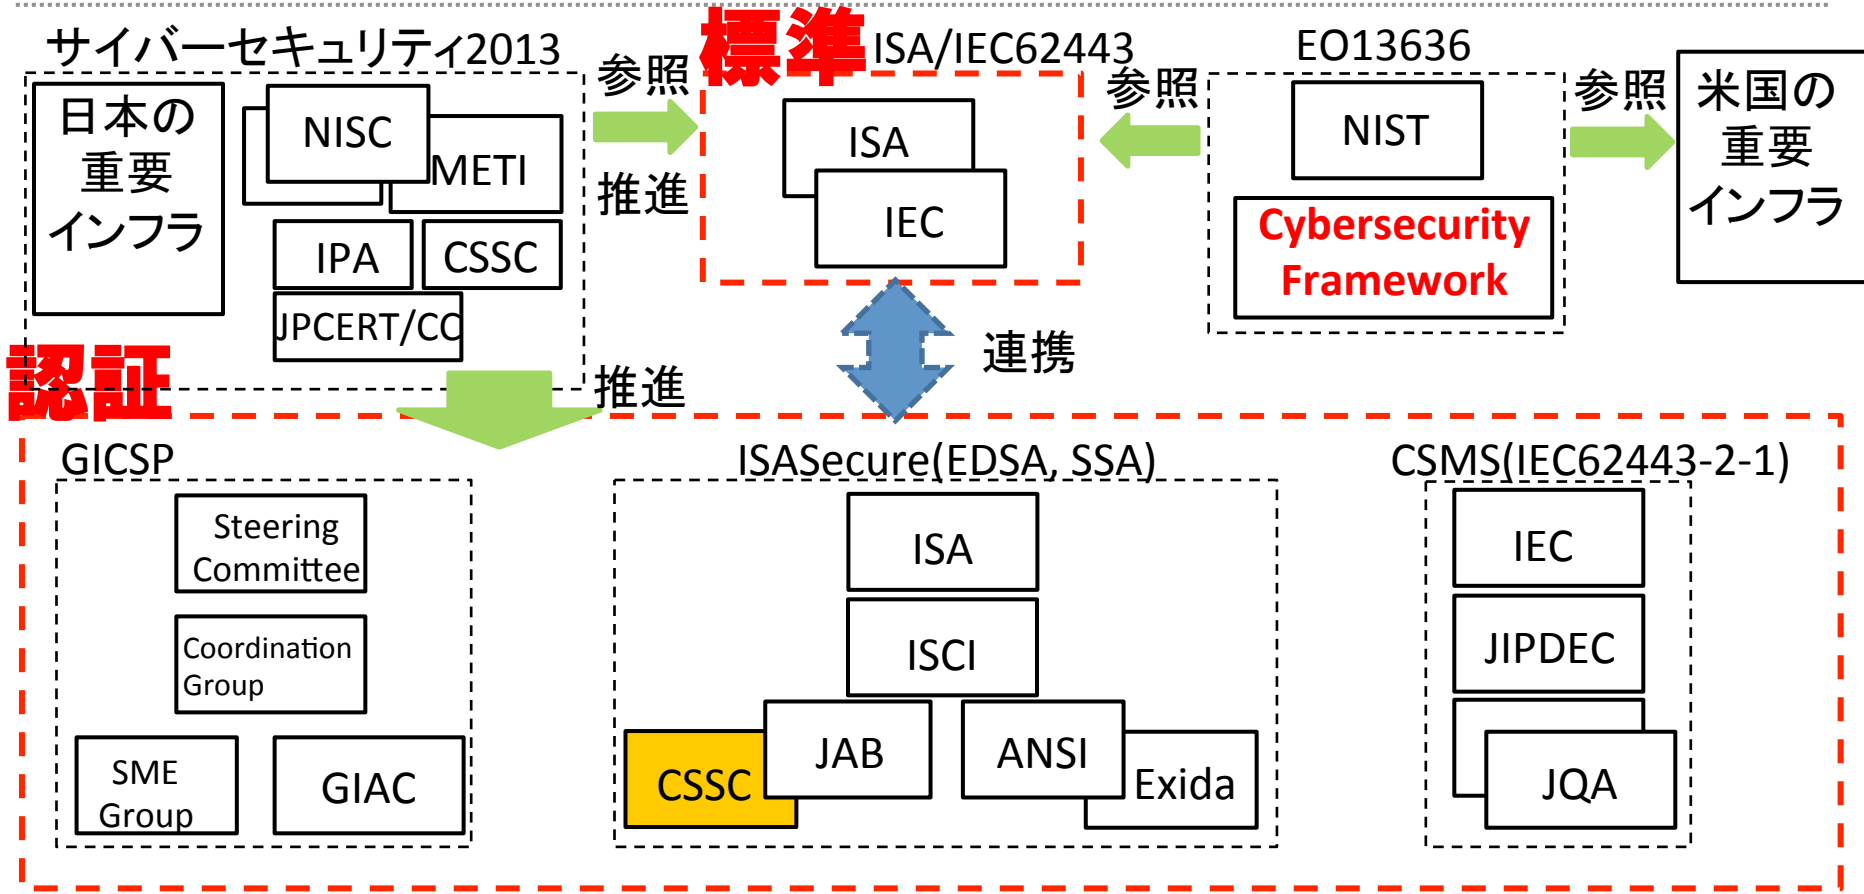 サイバーセキュリティ2013
標準
ISA/IEC62443
EO13636
日本の
重要
インフラ
NISC
METI
IPA
CSSC
JPCERT/CC
参照
推進
ISA
IEC
参照
NIST
Cybersecurity
Framework
参照
米国の
重要
インフラ
認証
推進
連携
GICSP
Steering
Committee
Coordination
Group
SME
Group
GIAC
ISASecure(EDSA, SSA)
ISA
ISCI
CSSC
JAB
ANSI
Exida
CSMS(IEC62443-2-1)
IEC
JIPDEC
JQA